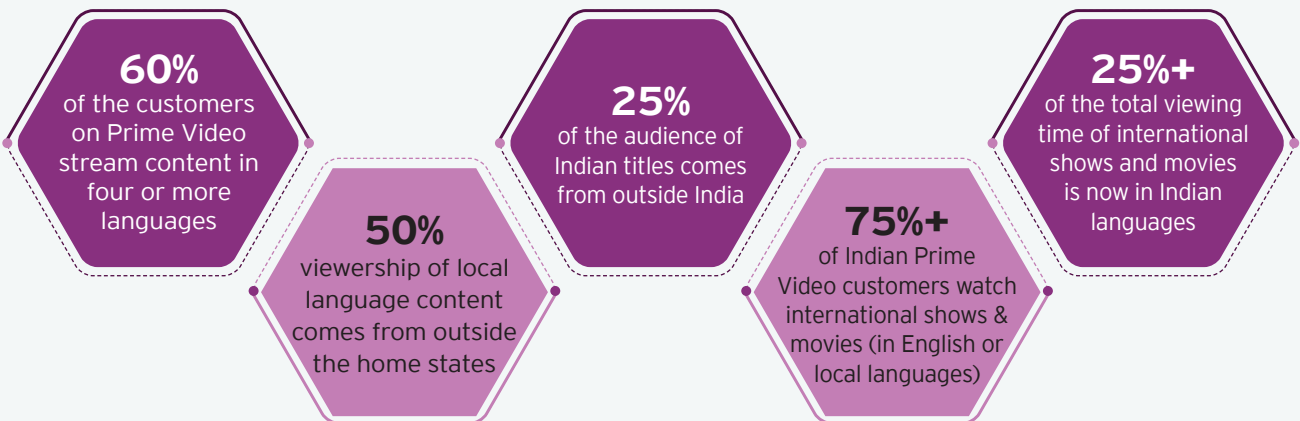 60%
of the customers
on Prime Video
stream content in
four or more
languages
50%
viewership of local
language content
comes from outside
the home states
25%
of the audience of
Indian titles comes
from outside India
75%+
of Indian Prime
Video customers watch
international shows &
movies (in English or
local languages)
25%+
of the total viewing
time of international
shows and movies
is now in Indian
languages